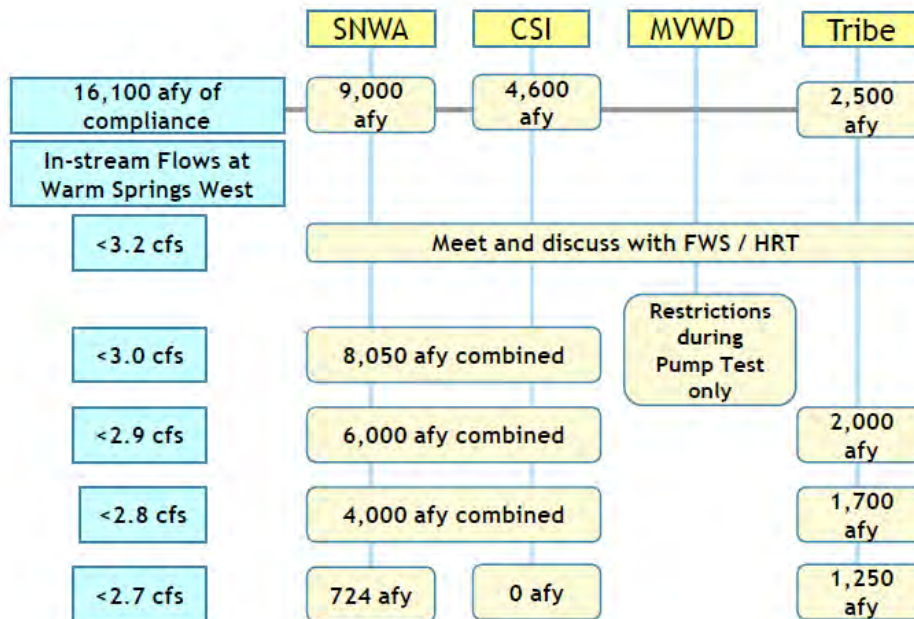 SNWA
CSI
MVWD
Tribe
16,100 afy of
compliance
9,000
afy
4,600
afy
2,500
afy
In-stream Flows at
Warm Springs West
<3.2 cfs
Meet and discuss with FWS / HRT
Restrictions
during
Pump Test
only
<3.0 cfs
8,050 afy combined
<2.9 cfs
6,000 afy combined
2,000
afy
<2.8 cfs
4,000 afy combined
1,700
afy
<2.7 cfs
724 afy
0 afy
1,250
afy